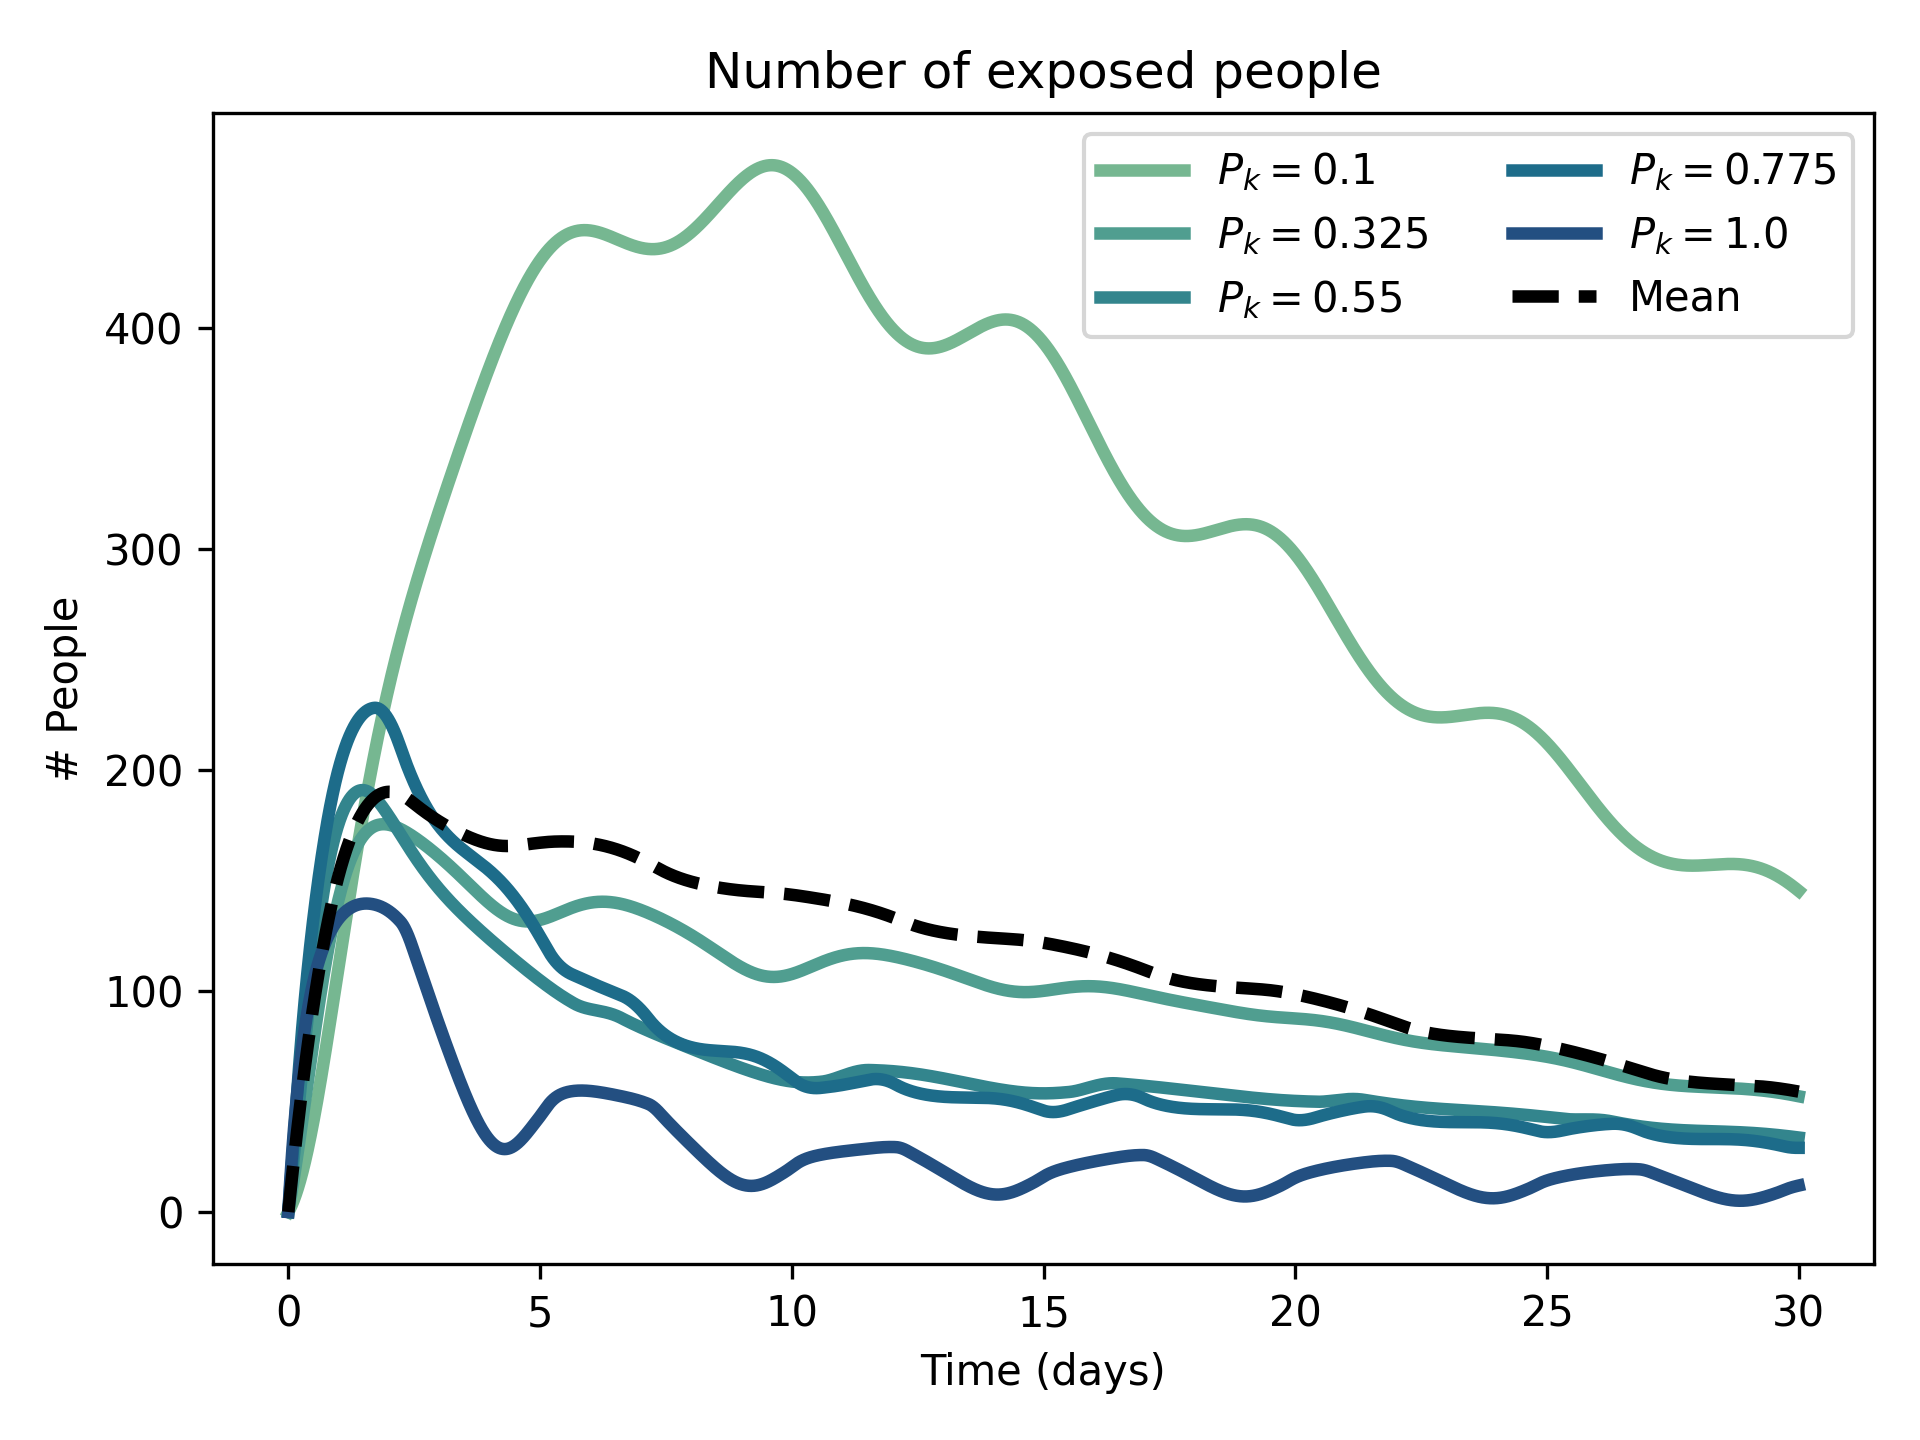 Number of exposed people
P_k = 0.1
P_k = 0.325
P_k = 0.55
P_k = 0.775
P_k = 1.0
Mean
# People
400
300
200
100
0
0 5 10 15 20 25 30
Time (days)